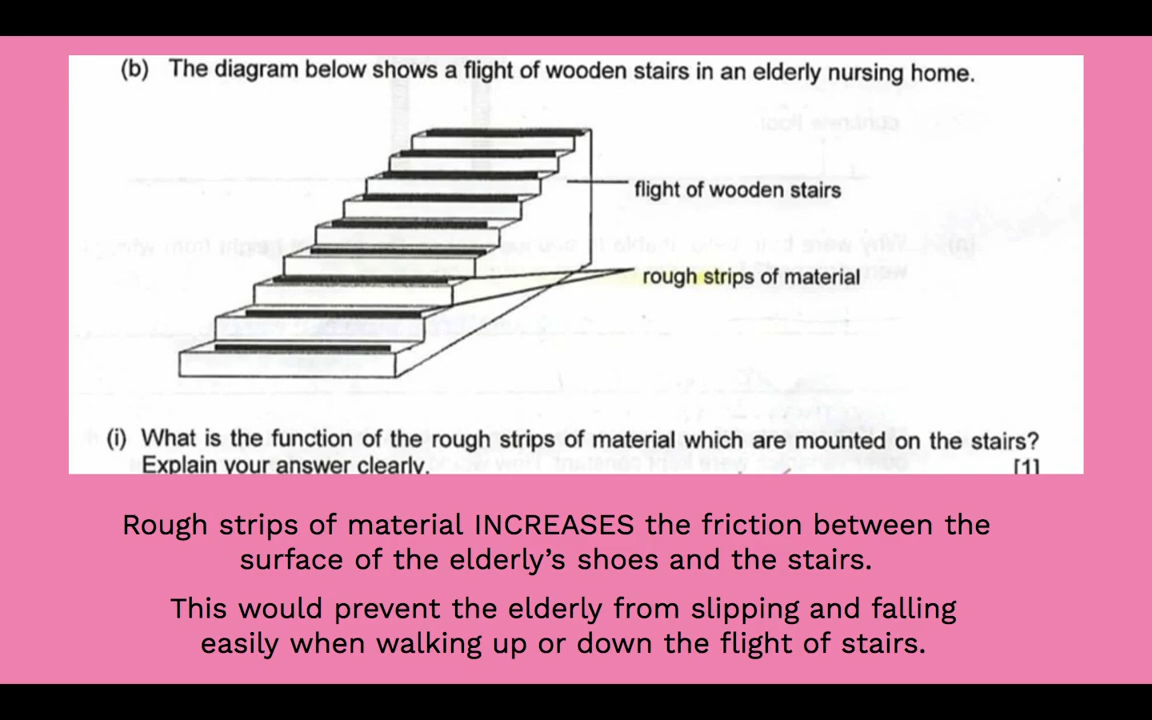 (b) The diagram below shows a flight of wooden stairs in an elderly nursing home.
concrete floor
flight of wooden stairs
rough strips of material
(i) What is the function of the rough strips of material which are mounted on the stairs?
Explain your answer clearly. [1]
Rough strips of material INCREASES the friction between the
surface of the elderly’s shoes and the stairs.
This would prevent the elderly from slipping and falling
easily when walking up or down the flight of stairs.